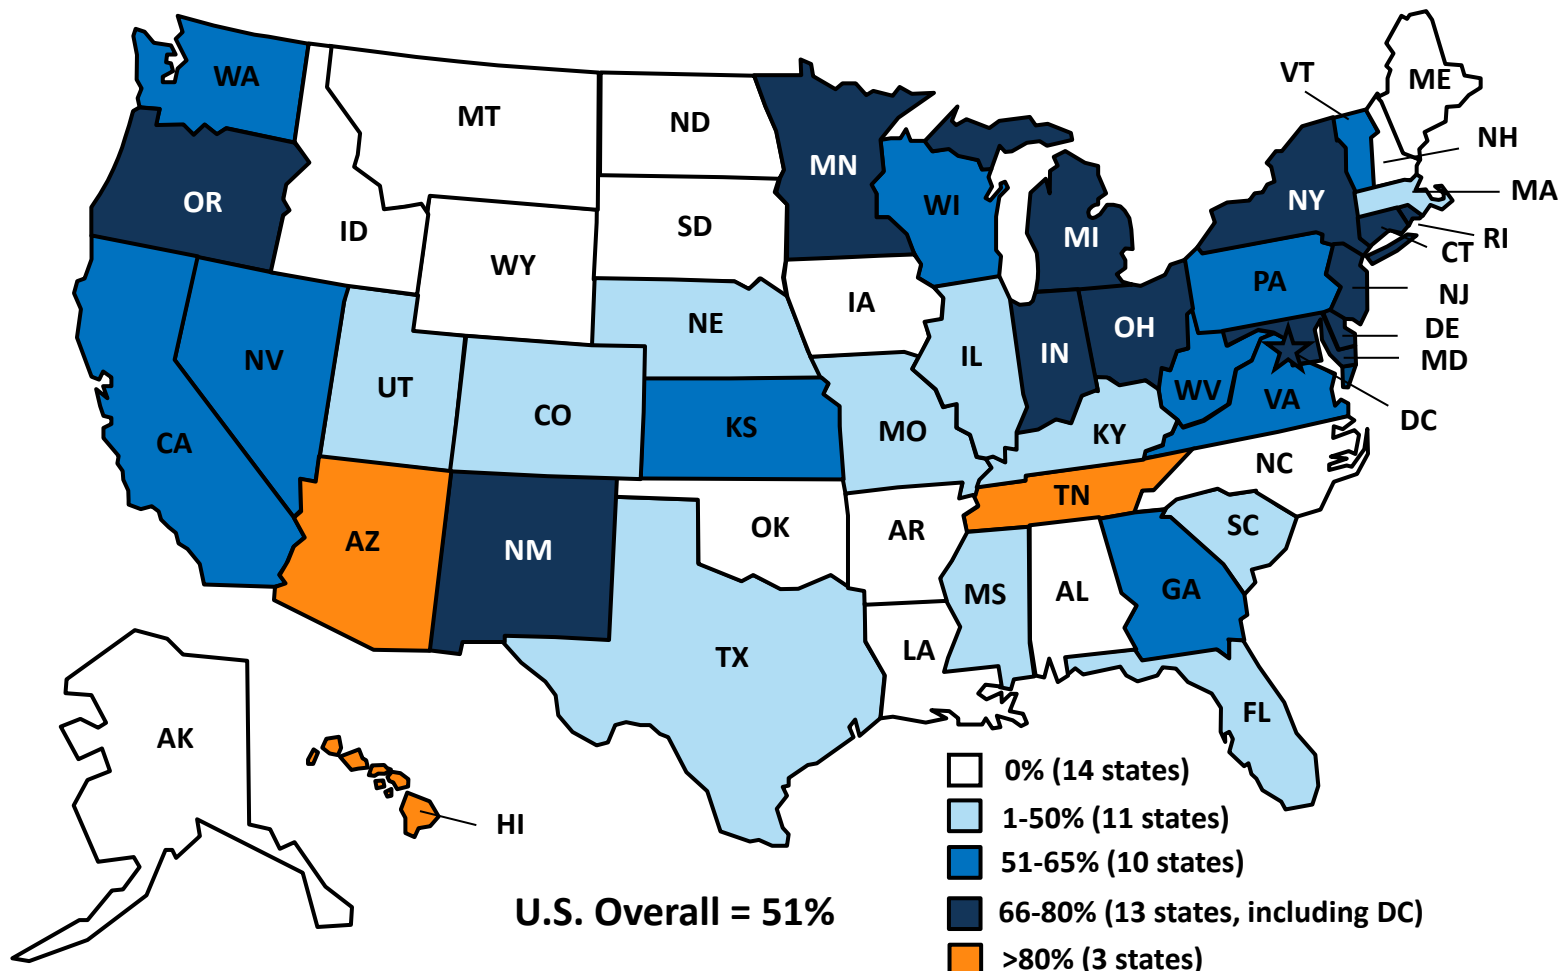 WA
VT
ME
MT
ND
NH
MN
OR
MA
WI
NY
ID
SD
MI
RI
WY
CT
PA
IA
NJ
NE
OH
DE
NV
IN
IL
MD
UT
WV
VA
CO
KS
MO
KY
DC
CA
NC
TN
AZ
OK
AR
SC
NM
MS
AL
GA
TX
LA
FL
AK
HI
0% (14 states)
1-50% (11 states)
51-65% (10 states)
66-80% (13 states, including DC)
>80% (3 states)
U.S. Overall = 51%